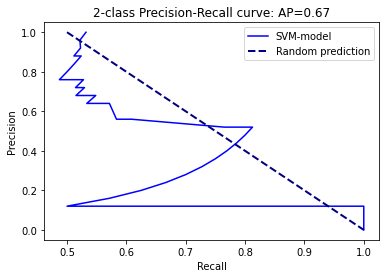 2-class Precision-Recall curve: AP=0.67
SVM-model
Random prediction
Precision
1.0
0.8
0.6
0.4
0.2
0.0
0.5 0.6 0.7 0.8 0.9 1.0
Recall